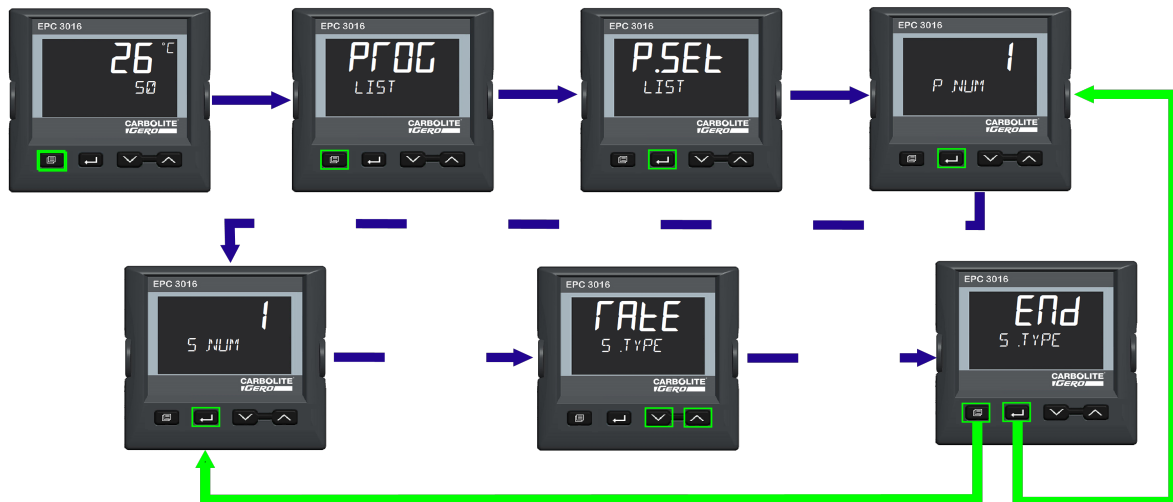 EPC 3016
26 °C
50
CARBOLITE
GERO
EPC 3016
PrOG
LIST
CARBOLITE
GERO
EPC 3016
P.SEt
LIST
CARBOLITE
GERO
EPC 3016
1
P .NUM
CARBOLITE
GERO
EPC 3016
1
S .NUM
CARBOLITE
GERO
EPC 3016
rAtE
S .TYPE
CARBOLITE
GERO
EPC 3016
End
S .TYPE
CARBOLITE
GERO